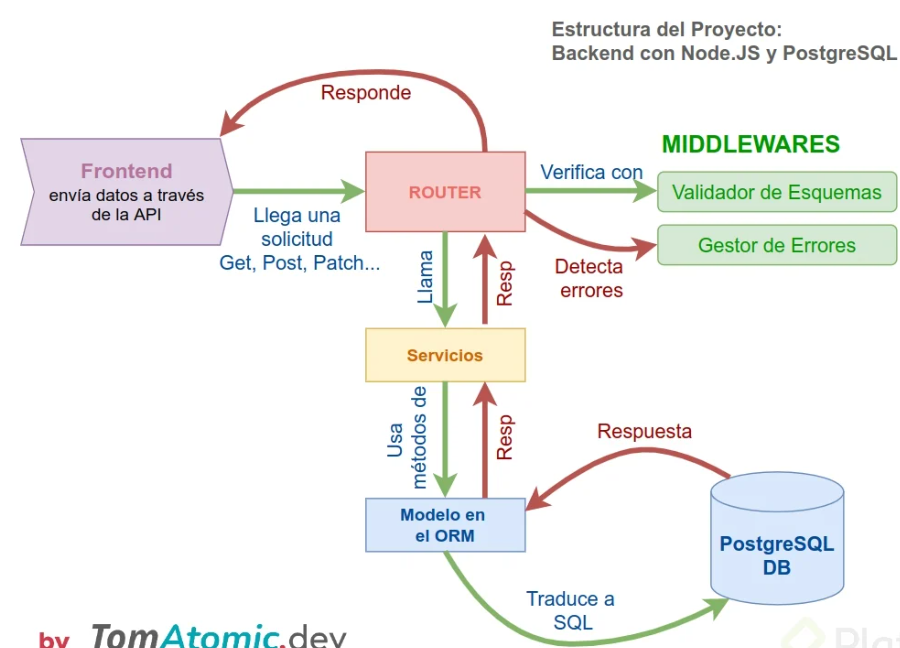 Estructura del Proyecto:
Backend con Node.JS y PostgreSQL
Responde
Frontend
envía datos a través
de la API
Llega una
solicitud
Get, Post, Patch...
ROUTER
Verifica con
MIDDLEWARES
Validador de Esquemas
Gestor de Errores
Detecta
errores
Llama
Resp
Servicios
Usa
métodos de
Resp
Respuesta
Modelo en
el ORM
PostgreSQL
DB
Traduce a
SQL
by TomAtomic.dev